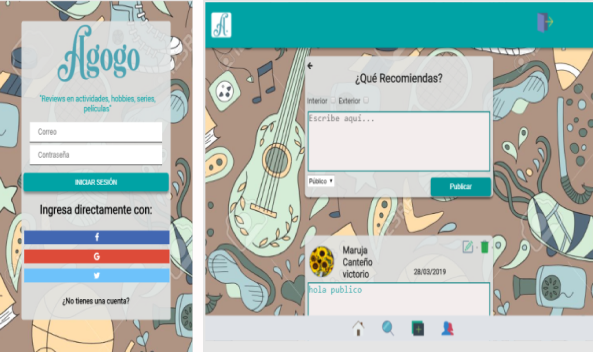 Agogo
"Reviews en actividades, hobbies, series,
películas"
Correo
Contraseña
INICIAR SESIÓN
Ingresa directamente con:
f
G
¿No tienes una cuenta?
A
¿Qué Recomiendas?
Interior Exterior
Escribe aquí...
Público
Publicar
Maruja
Canteño
victorio
28/03/2019
hola publico